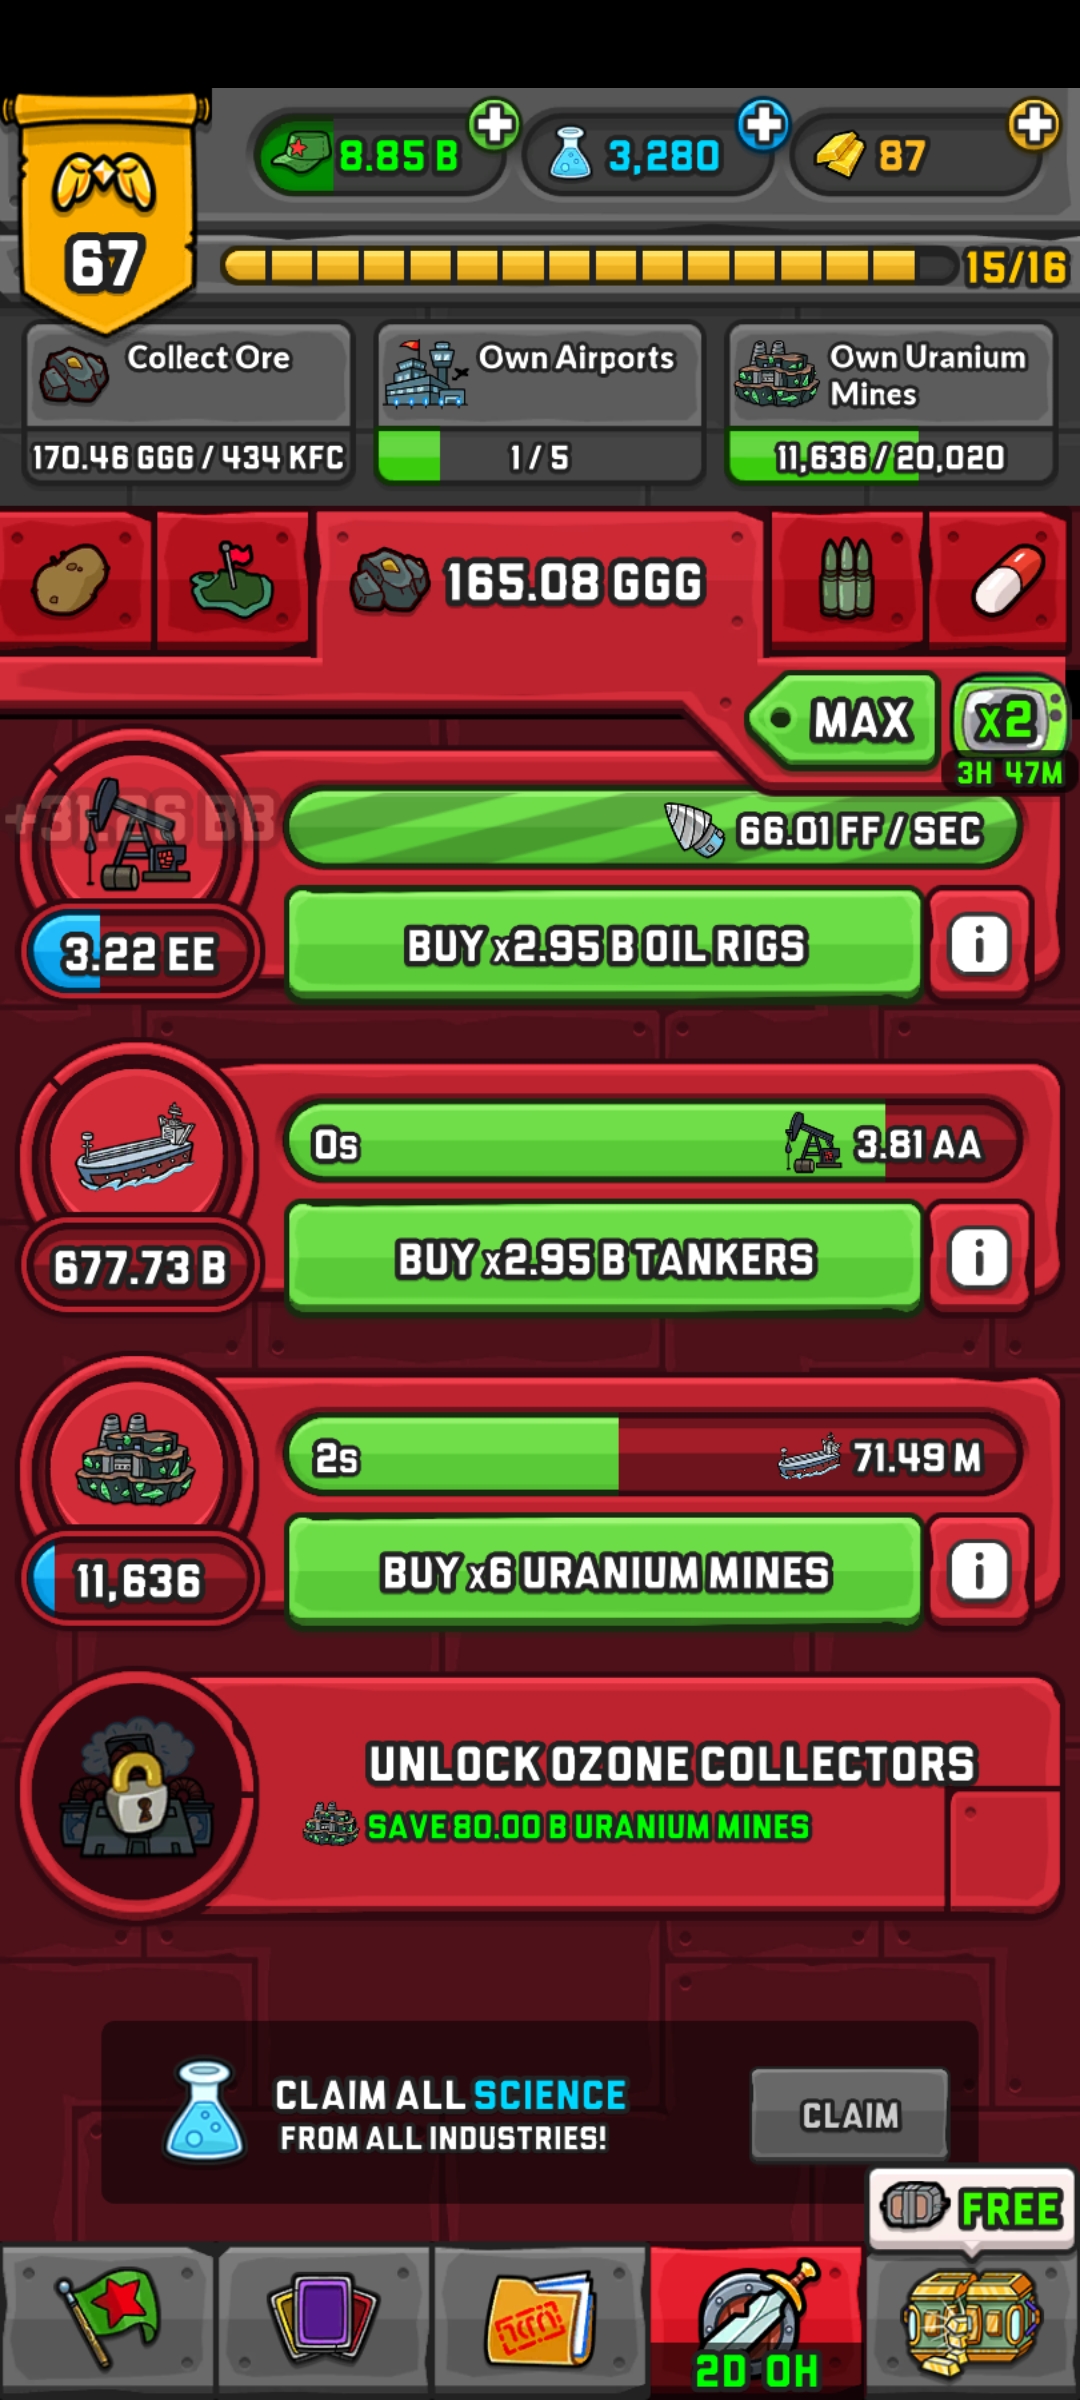 8.85 B
3,280
87
67
15/16
Collect Ore
170.46 GGG / 434 KFC
Own Airports
1 / 5
Own Uranium
Mines
11,636 / 20,020
165.08 GGG
MAX
x2
3H 47M
+31.26 BB
66.01 FF / SEC
3.22 EE
BUY x2.95 B OIL RIGS
i
0s
3.81 AA
677.73 B
BUY x2.95 B TANKERS
i
2s
71.49 M
11,636
BUY x6 URANIUM MINES
i
UNLOCK OZONE COLLECTORS
SAVE 80.00 B URANIUM MINES
CLAIM ALL SCIENCE
FROM ALL INDUSTRIES!
CLAIM
FREE
2D 0H